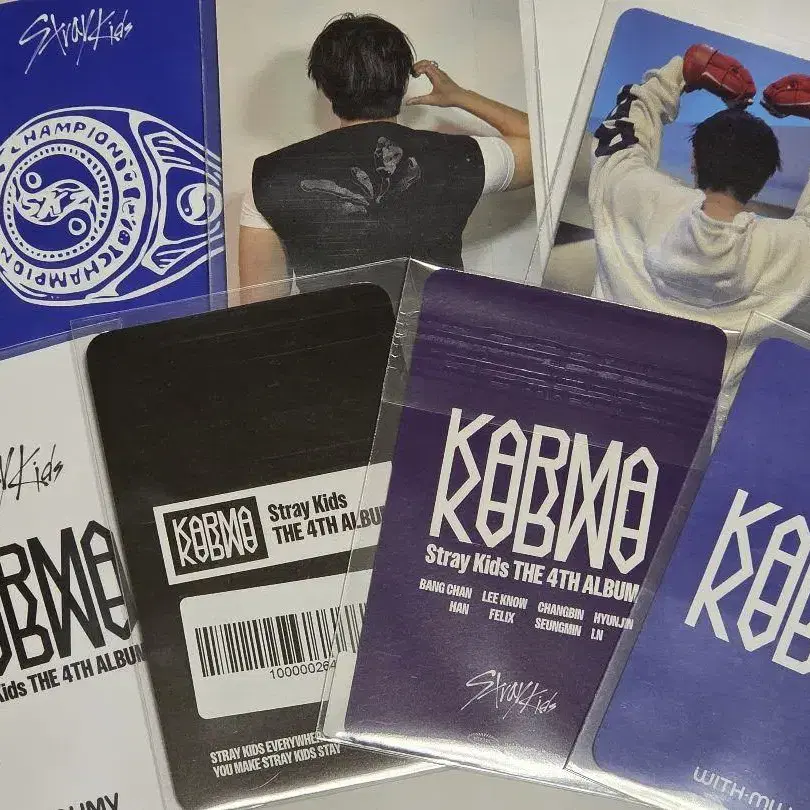 Stray Kids
CHAMPION
CHAMPION
SKZ
Stray Kids
KARMA
Kids THE 4TH ALBUM
KARMA
Stray Kids
THE 4TH ALBUM
10000026
STRAY KIDS EVERYWHERE
YOU MAKE STRAY KIDS STAY
KARMA
Stray Kids THE 4TH ALBUM
BANG CHAN LEE KNOW CHANGBIN HYUNJIN
HAN FELIX SEUNGMIN I.N
Stray Kids
KARMA
WITH-MU